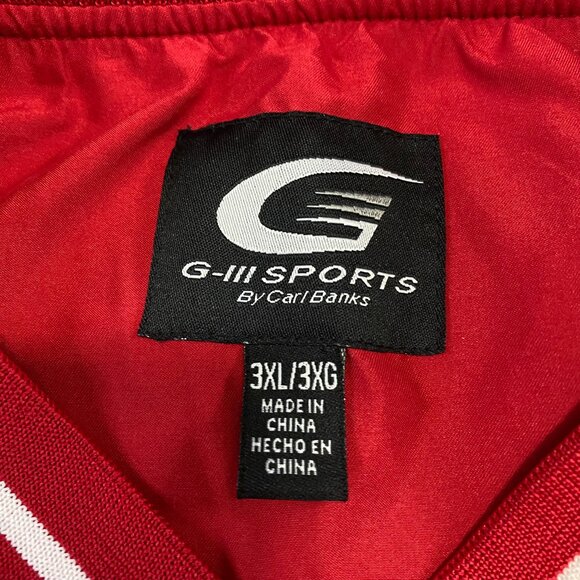 G
G-III SPORTS
By Carl Banks
3XL/3XG
MADE IN
CHINA
HECHO EN
CHINA